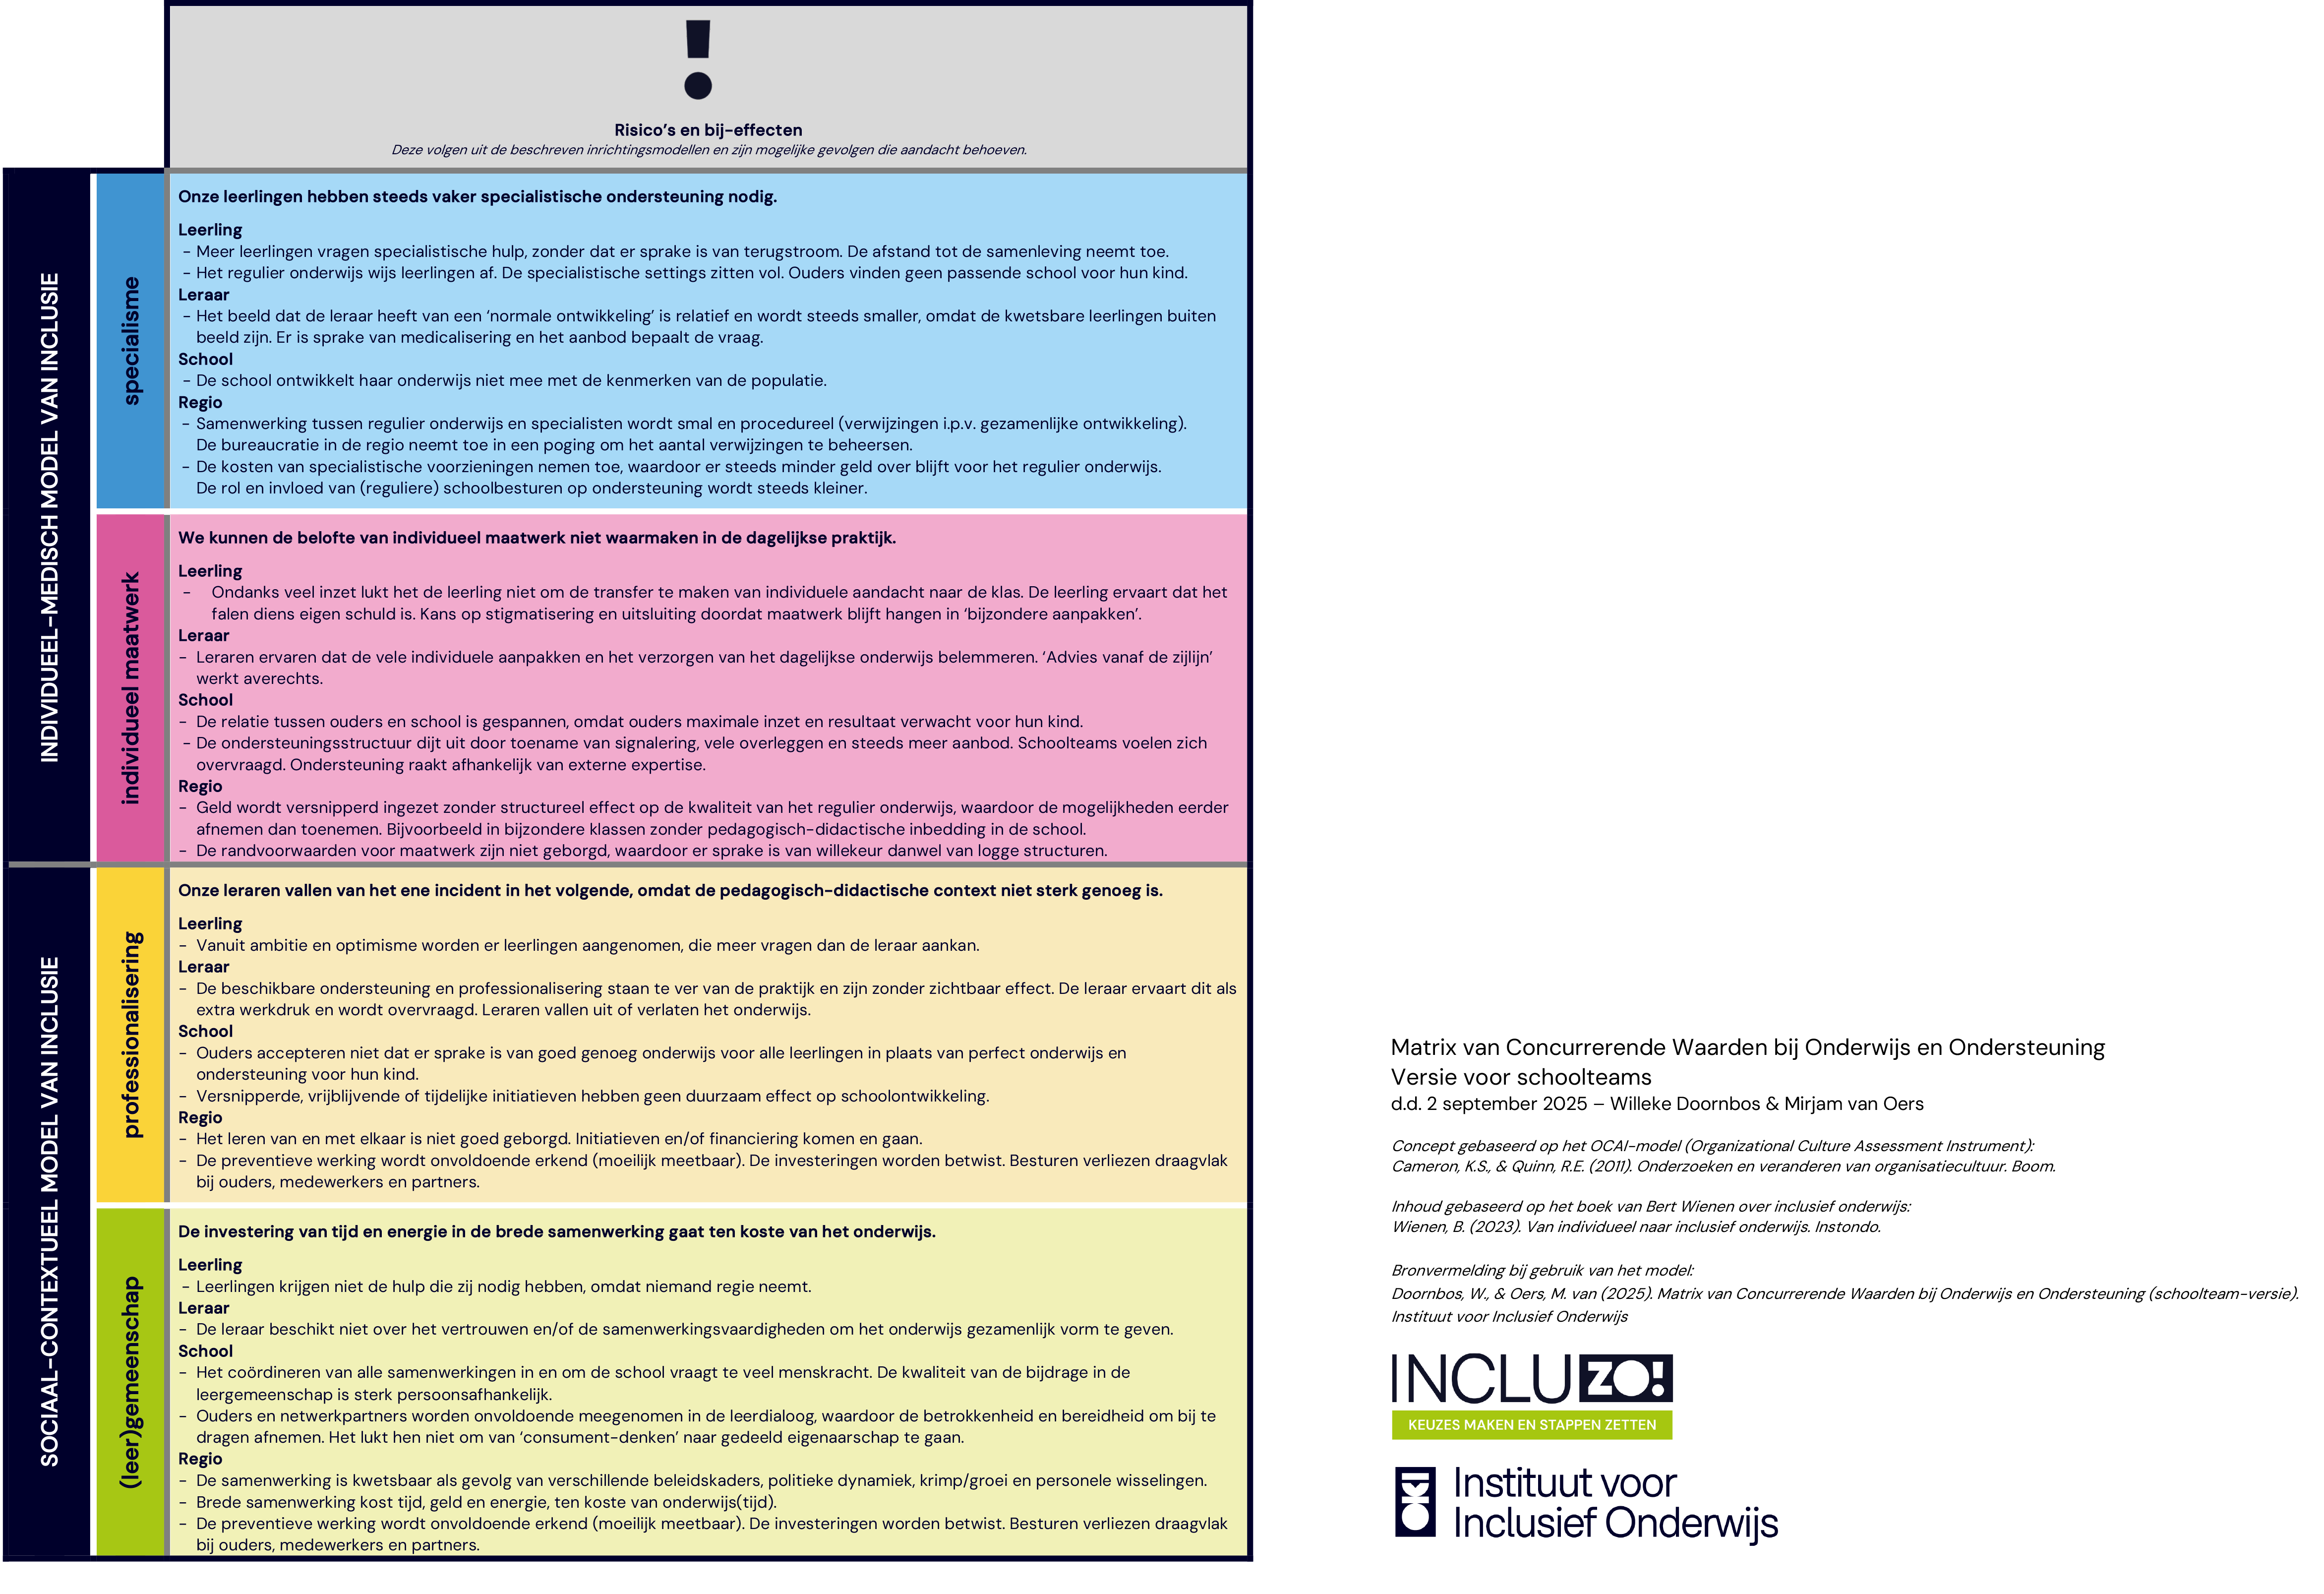 !
Risico’s en bij-effecten
Deze volgen uit de beschreven inrichtingsmodellen en zijn mogelijke gevolgen die aandacht behoeven.
INDIVIDUEEL-MEDISCH MODEL VAN INCLUSIE
specialisme
Onze leerlingen hebben steeds vaker specialistische ondersteuning nodig.
Leerling
- Meer leerlingen vragen specialistische hulp, zonder dat er sprake is van terugstroom. De afstand tot de samenleving neemt toe.
- Het regulier onderwijs wijs leerlingen af. De specialistische settings zitten vol. Ouders vinden geen passende school voor hun kind.
Leraar
- Het beeld dat de leraar heeft van een ‘normale ontwikkeling’ is relatief en wordt steeds smaller, omdat de kwetsbare leerlingen buiten
beeld zijn. Er is sprake van medicalisering en het aanbod bepaalt de vraag.
School
- De school ontwikkelt haar onderwijs niet mee met de kenmerken van de populatie.
Regio
- Samenwerking tussen regulier onderwijs en specialisten wordt smal en procedureel (verwijzingen i.p.v. gezamenlijke ontwikkeling).
De bureaucratie in de regio neemt toe in een poging om het aantal verwijzingen te beheersen.
- De kosten van specialistische voorzieningen nemen toe, waardoor er steeds minder geld over blijft voor het regulier onderwijs.
De rol en invloed van (reguliere) schoolbesturen op ondersteuning wordt steeds kleiner.
individueel maatwerk
We kunnen de belofte van individueel maatwerk niet waarmaken in de dagelijkse praktijk.
Leerling
- Ondanks veel inzet lukt het de leerling niet om de transfer te maken van individuele aandacht naar de klas. De leerling ervaart dat het
falen diens eigen schuld is. Kans op stigmatisering en uitsluiting doordat maatwerk blijft hangen in ‘bijzondere aanpakken’.
Leraar
- Leraren ervaren dat de vele individuele aanpakken en het verzorgen van het dagelijkse onderwijs belemmeren. ‘Advies vanaf de zijlijn’
werkt averechts.
School
- De relatie tussen ouders en school is gespannen, omdat ouders maximale inzet en resultaat verwacht voor hun kind.
- De ondersteuningsstructuur dijt uit door toename van signalering, vele overleggen en steeds meer aanbod. Schoolteams voelen zich
overvraagd. Ondersteuning raakt afhankelijk van externe expertise.
Regio
- Geld wordt versnipperd ingezet zonder structureel effect op de kwaliteit van het regulier onderwijs, waardoor de mogelijkheden eerder
afnemen dan toenemen. Bijvoorbeeld in bijzondere klassen zonder pedagogisch-didactische inbedding in de school.
- De randvoorwaarden voor maatwerk zijn niet geborgd, waardoor er sprake is van willekeur danwel van logge structuren.
SOCIAAL-CONTEXTUEEL MODEL VAN INCLUSIE
professionalisering
Onze leraren vallen van het ene incident in het volgende, omdat de pedagogisch-didactische context niet sterk genoeg is.
Leerling
- Vanuit ambitie en optimisme worden er leerlingen aangenomen, die meer vragen dan de leraar aankan.
Leraar
- De beschikbare ondersteuning en professionalisering staan te ver van de praktijk en zijn zonder zichtbaar effect. De leraar ervaart dit als
extra werkdruk en wordt overvraagd. Leraren vallen uit of verlaten het onderwijs.
School
- Ouders accepteren niet dat er sprake is van goed genoeg onderwijs voor alle leerlingen in plaats van perfect onderwijs en
ondersteuning voor hun kind.
- Versnipperde, vrijblijvende of tijdelijke initiatieven hebben geen duurzaam effect op schoolontwikkeling.
Regio
- Het leren van en met elkaar is niet goed geborgd. Initiatieven en/of financiering komen en gaan.
- De preventieve werking wordt onvoldoende erkend (moeilijk meetbaar). De investeringen worden betwist. Besturen verliezen draagvlak
bij ouders, medewerkers en partners.
(leer)gemeenschap
De investering van tijd en energie in de brede samenwerking gaat ten koste van het onderwijs.
Leerling
- Leerlingen krijgen niet de hulp die zij nodig hebben, omdat niemand regie neemt.
Leraar
- De leraar beschikt niet over het vertrouwen en/of de samenwerkingsvaardigheden om het onderwijs gezamenlijk vorm te geven.
School
- Het coördineren van alle samenwerkingen in en om de school vraagt te veel menskracht. De kwaliteit van de bijdrage in de
leergemeenschap is sterk persoonsafhankelijk.
- Ouders en netwerkpartners worden onvoldoende meegenomen in de leerdialoog, waardoor de betrokkenheid en bereidheid om bij te
dragen afnemen. Het lukt hen niet om van ‘consument-denken’ naar gedeeld eigenaarschap te gaan.
Regio
- De samenwerking is kwetsbaar als gevolg van verschillende beleidskaders, politieke dynamiek, krimp/groei en personele wisselingen.
- Brede samenwerking kost tijd, geld en energie, ten koste van onderwijs(tijd).
- De preventieve werking wordt onvoldoende erkend (moeilijk meetbaar). De investeringen worden betwist. Besturen verliezen draagvlak
bij ouders, medewerkers en partners.
Matrix van Concurrerende Waarden bij Onderwijs en Ondersteuning
Versie voor schoolteams
d.d. 2 september 2025 – Willeke Doornbos & Mirjam van Oers
Concept gebaseerd op het OCAI-model (Organizational Culture Assessment Instrument):
Cameron, K.S., & Quinn, R.E. (2011). Onderzoeken en veranderen van organisatiecultuur. Boom.
Inhoud gebaseerd op het boek van Bert Wienen over inclusief onderwijs:
Wienen, B. (2023). Van individueel naar inclusief onderwijs. Instondo.
Bronvermelding bij gebruik van het model:
Doornbos, W., & Oers, M. van (2025). Matrix van Concurrerende Waarden bij Onderwijs en Ondersteuning (schoolteam-versie).
Instituut voor Inclusief Onderwijs
INCLUZO!
KEUZES MAKEN EN STAPPEN ZETTEN
Instituut voor
Inclusief Onderwijs